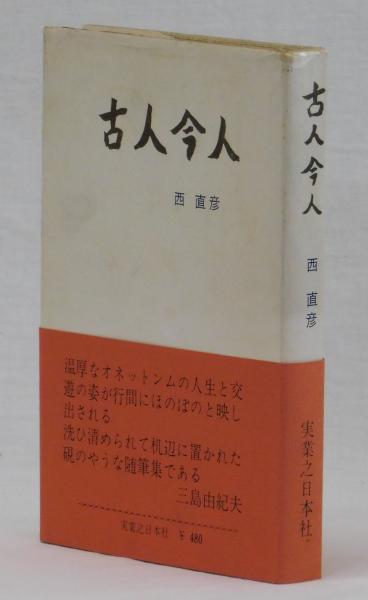 古人今人
西 直彦
温厚なオネットンムの人生と交
遊の姿が行間にほのぼのと映し
出される
洗ひ清められて机辺に置かれた
硯のやうな随筆集である
三島由紀夫
実業之日本社 ¥ 480
古人今人
西 直彦
実業之日本社